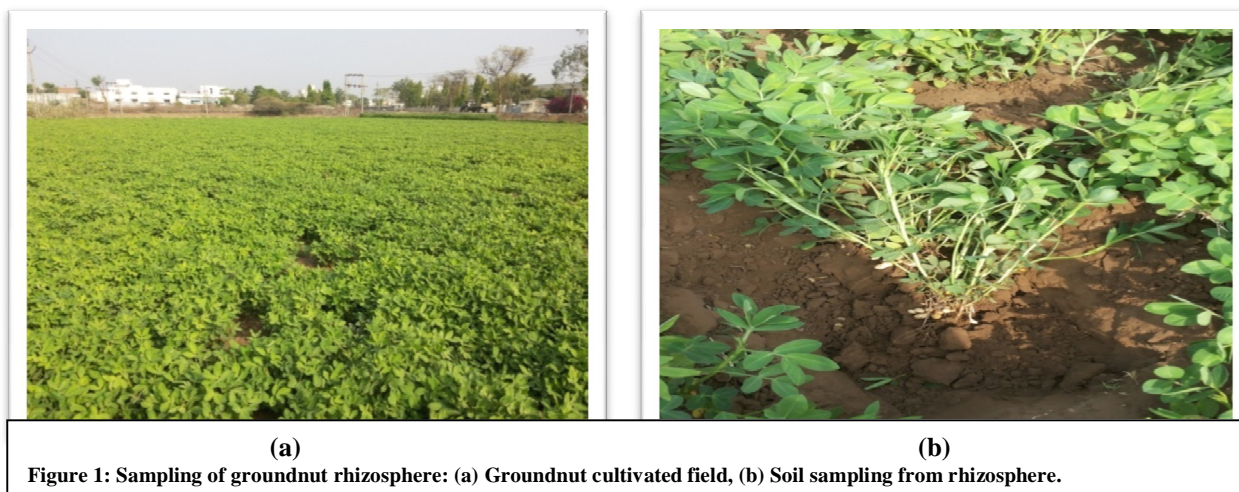 (a) (b)
Figure 1: Sampling of groundnut rhizosphere: (a) Groundnut cultivated field, (b) Soil sampling from rhizosphere.